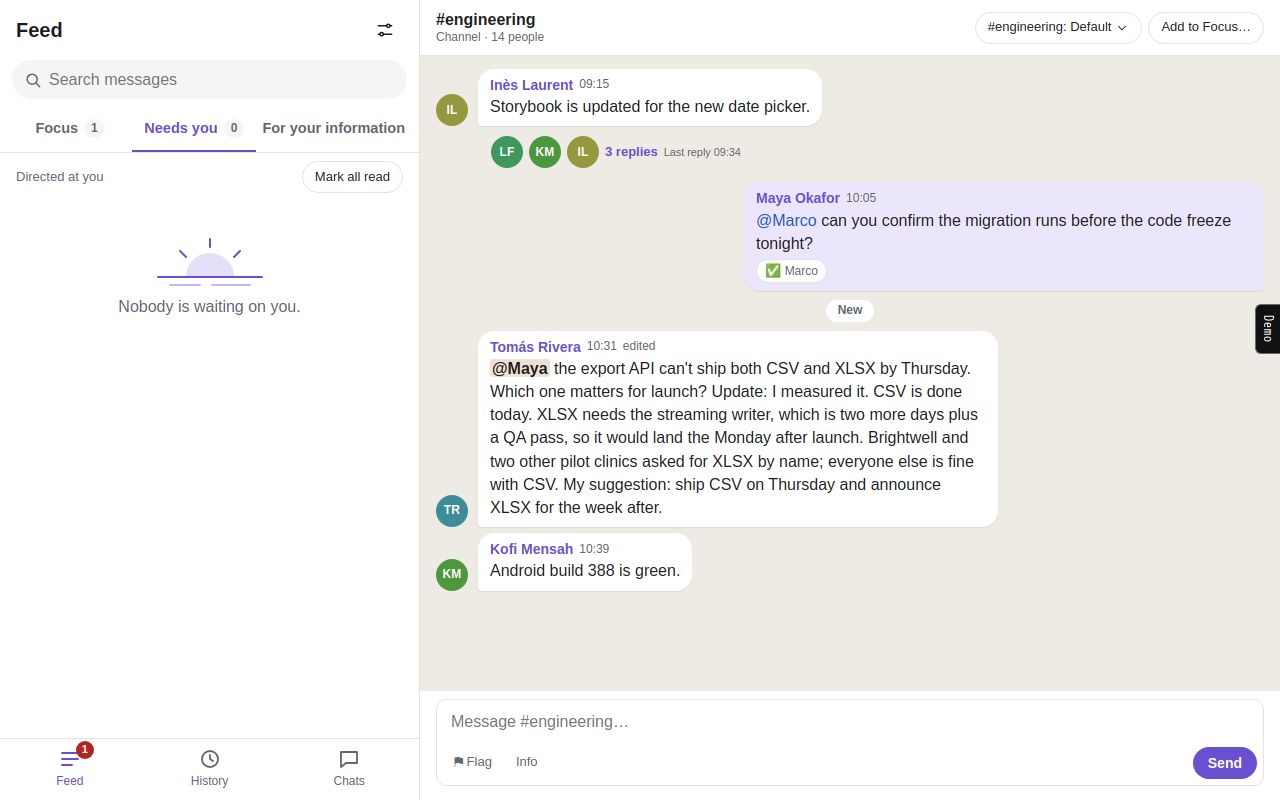 Feed
Search messages
Focus 1
Needs you 0
For your information
Directed at you
Mark all read
Nobody is waiting on you.
1
Feed
History
Chats
#engineering
Channel · 14 people
#engineering: Default
Add to Focus…
IL
Inès Laurent 09:15
Storybook is updated for the new date picker.
LF KM IL 3 replies Last reply 09:34
Maya Okafor 10:05
@Marco can you confirm the migration runs before the code freeze
tonight?
✅ Marco
New
TR
Tomás Rivera 10:31 edited
@Maya the export API can't ship both CSV and XLSX by Thursday.
Which one matters for launch? Update: I measured it. CSV is done
today. XLSX needs the streaming writer, which is two more days plus
a QA pass, so it would land the Monday after launch. Brightwell and
two other pilot clinics asked for XLSX by name; everyone else is fine
with CSV. My suggestion: ship CSV on Thursday and announce
XLSX for the week after.
KM
Kofi Mensah 10:39
Android build 388 is green.
Message #engineering…
Flag
Info
Send
Demo